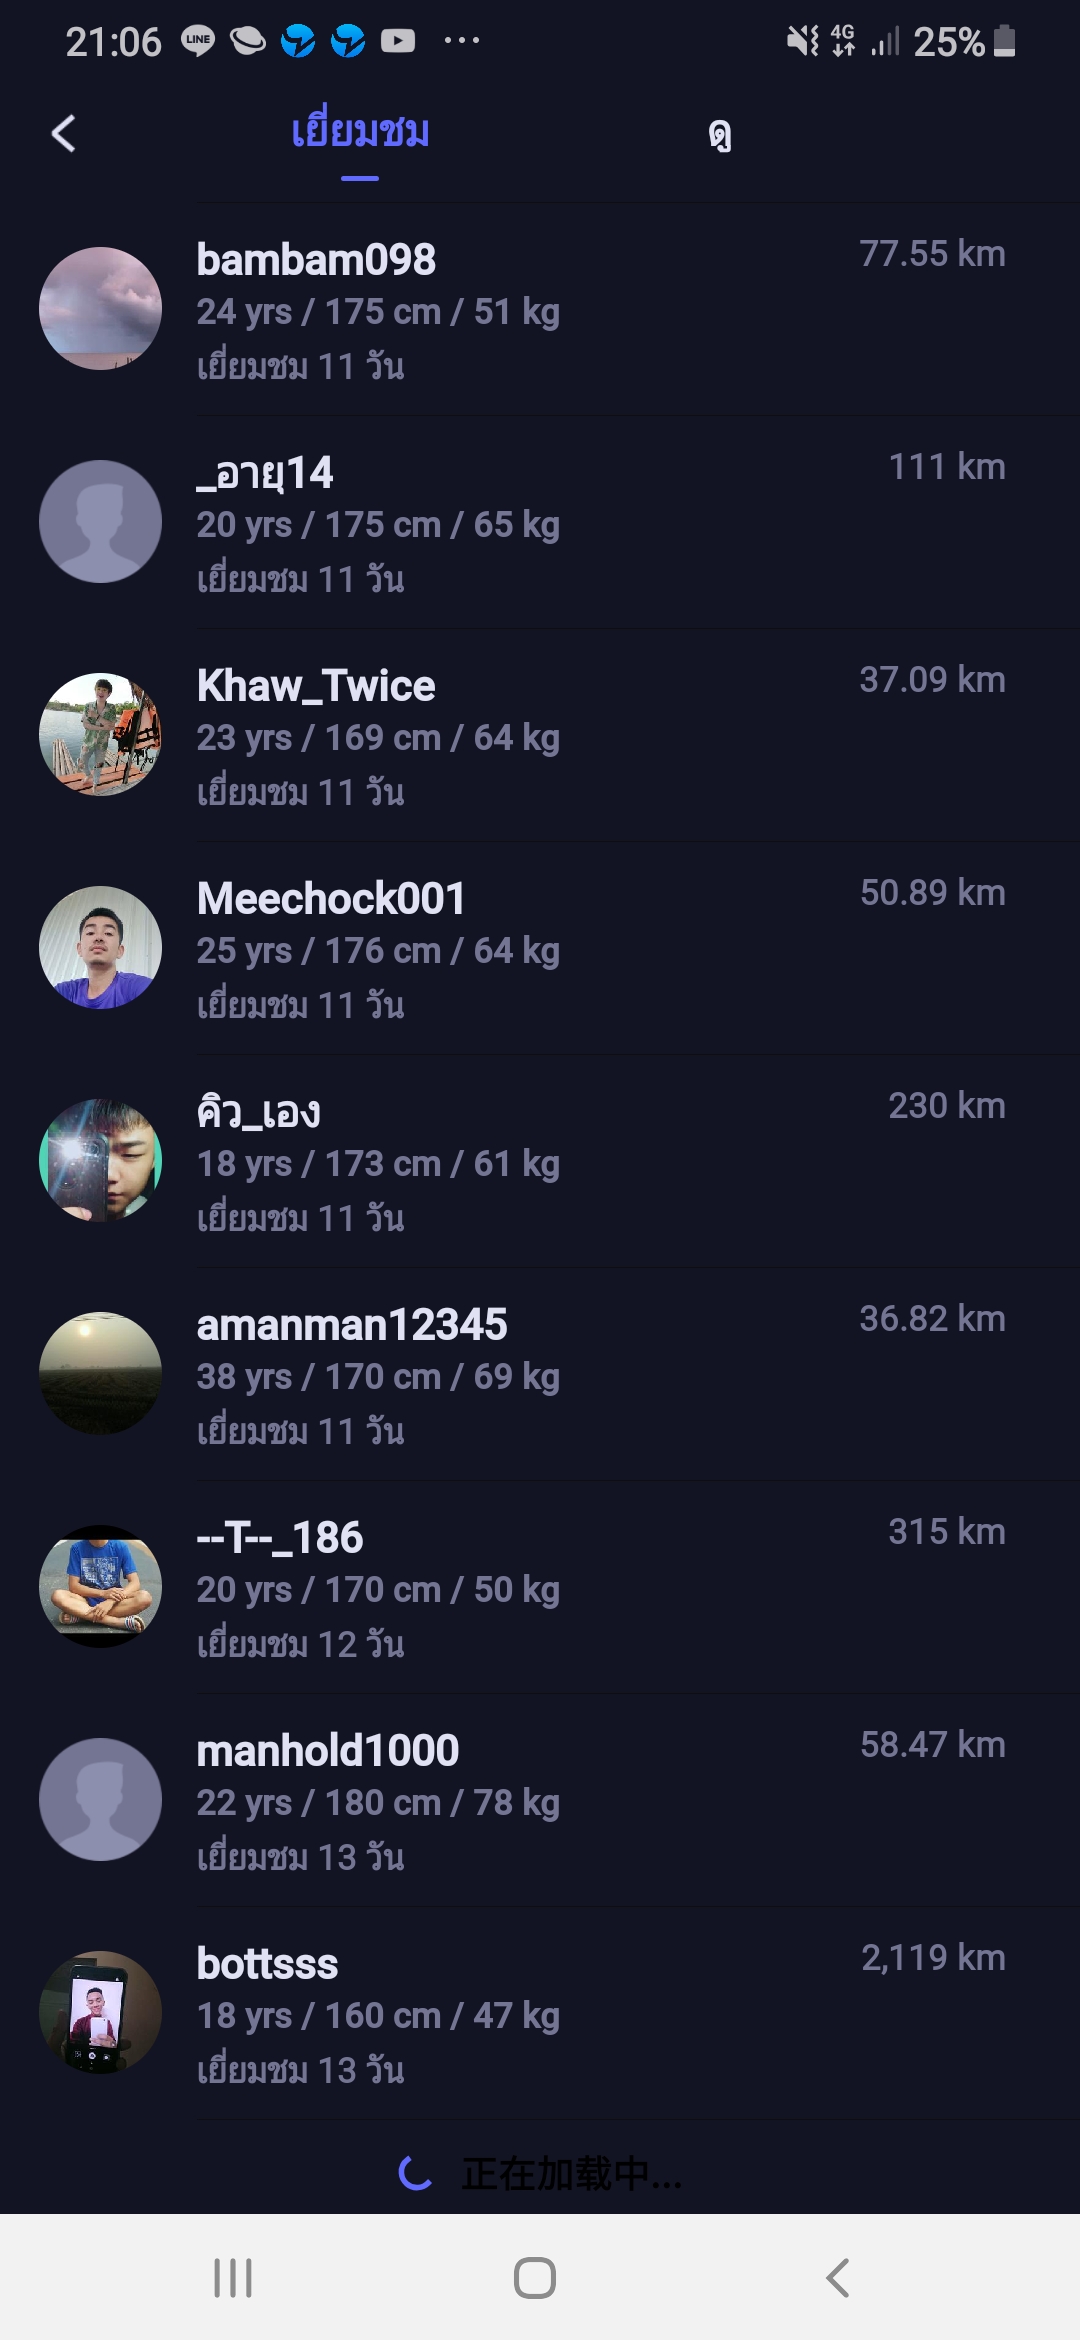 21:06 LINE 4G 25%
เยี่ยมชม ดู
bambam098 77.55 km
24 yrs / 175 cm / 51 kg
เยี่ยมชม 11 วัน
_อายุ14 111 km
20 yrs / 175 cm / 65 kg
เยี่ยมชม 11 วัน
Khaw_Twice 37.09 km
23 yrs / 169 cm / 64 kg
เยี่ยมชม 11 วัน
Meechock001 50.89 km
25 yrs / 176 cm / 64 kg
เยี่ยมชม 11 วัน
คิว_เอง 230 km
18 yrs / 173 cm / 61 kg
เยี่ยมชม 11 วัน
amanman12345 36.82 km
38 yrs / 170 cm / 69 kg
เยี่ยมชม 11 วัน
--T--_186 315 km
20 yrs / 170 cm / 50 kg
เยี่ยมชม 12 วัน
manhold1000 58.47 km
22 yrs / 180 cm / 78 kg
เยี่ยมชม 13 วัน
bottsss 2,119 km
18 yrs / 160 cm / 47 kg
เยี่ยมชม 13 วัน
正在加载中...